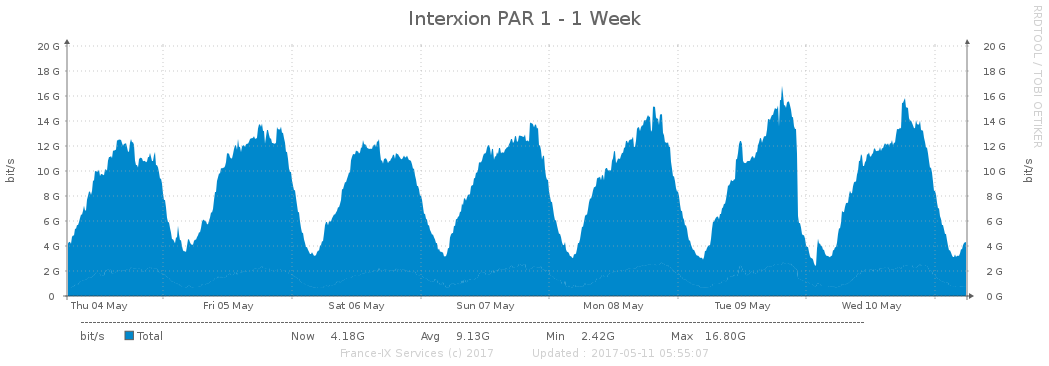 Interxion PAR 1 - 1 Week
RRDTOOL / TOBI OETIKER
20 G 20 G
18 G 18 G
16 G 16 G
14 G 14 G
12 G 12 G
10 G 10 G
8 G 8 G
6 G 6 G
4 G 4 G
2 G 2 G
0 0 G
bit/s
bit/s
Thu 04 May Fri 05 May Sat 06 May Sun 07 May Mon 08 May Tue 09 May Wed 10 May
bit/s Total Now 4.18G Avg 9.13G Min 2.42G Max 16.80G
France-IX Services (c) 2017 Updated : 2017-05-11 05:55:07